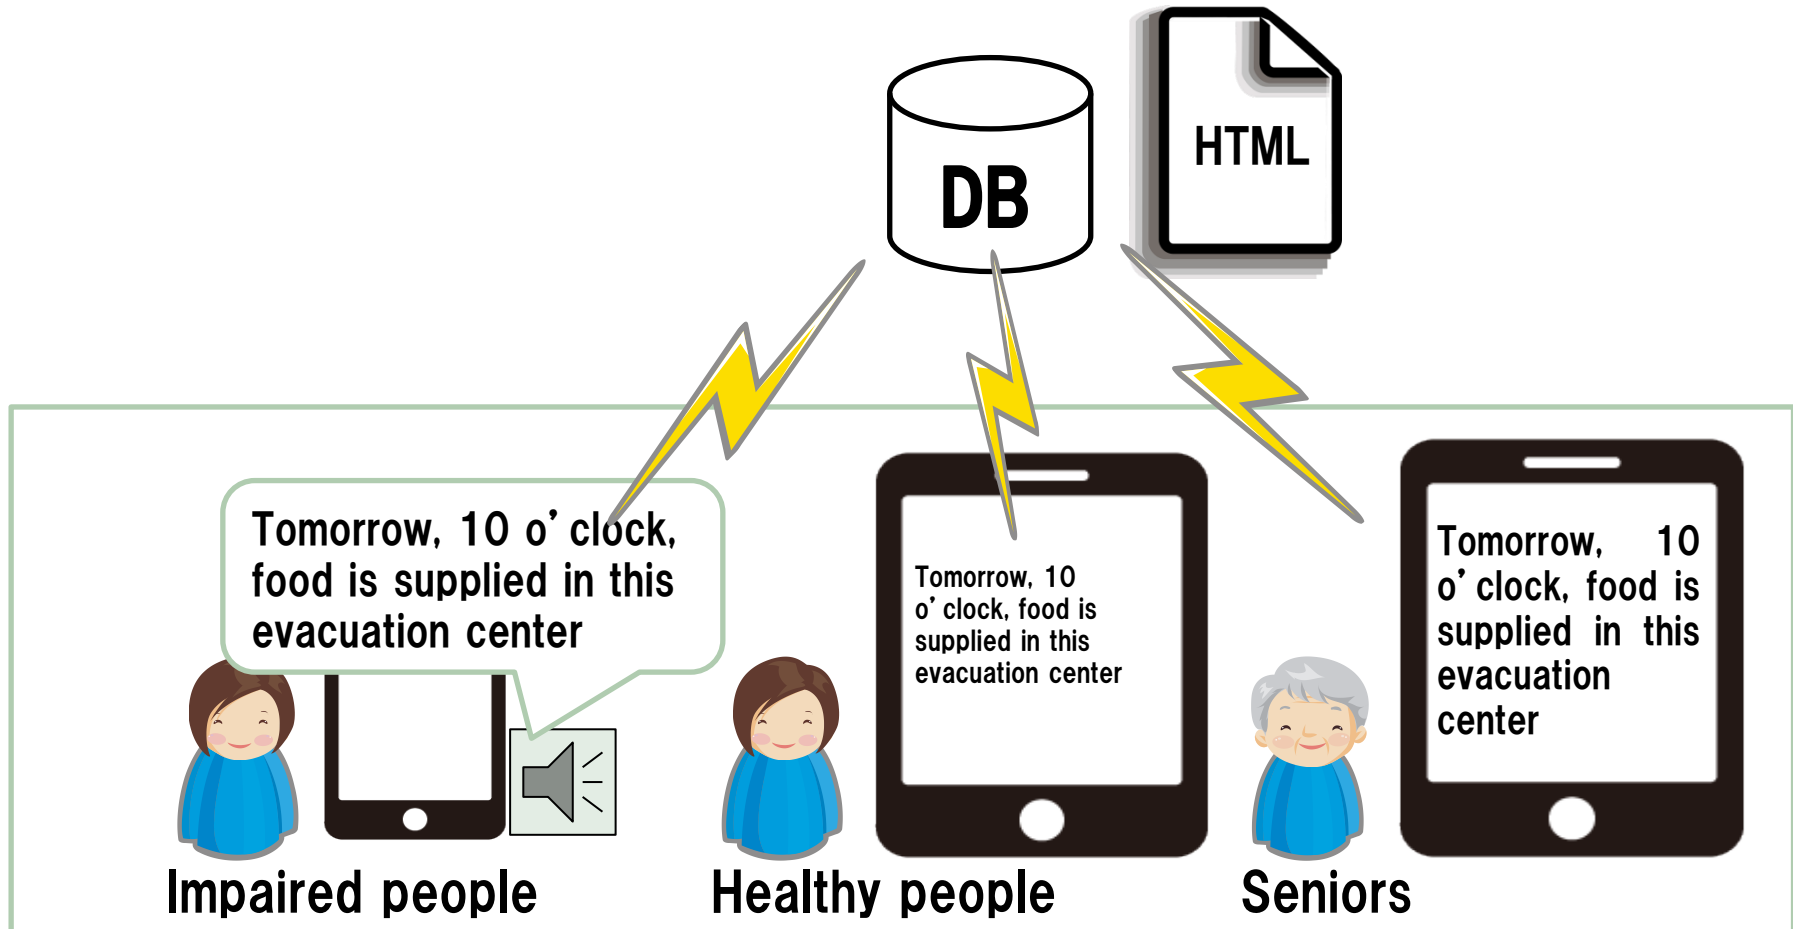 DB
HTML
Tomorrow, 10 o’ clock,
food is supplied in this
evacuation center
Tomorrow, 10
o’ clock, food is
supplied in this
evacuation center
Tomorrow, 10
o’ clock, food is
supplied in this
evacuation
center
Impaired people
Healthy people
Seniors